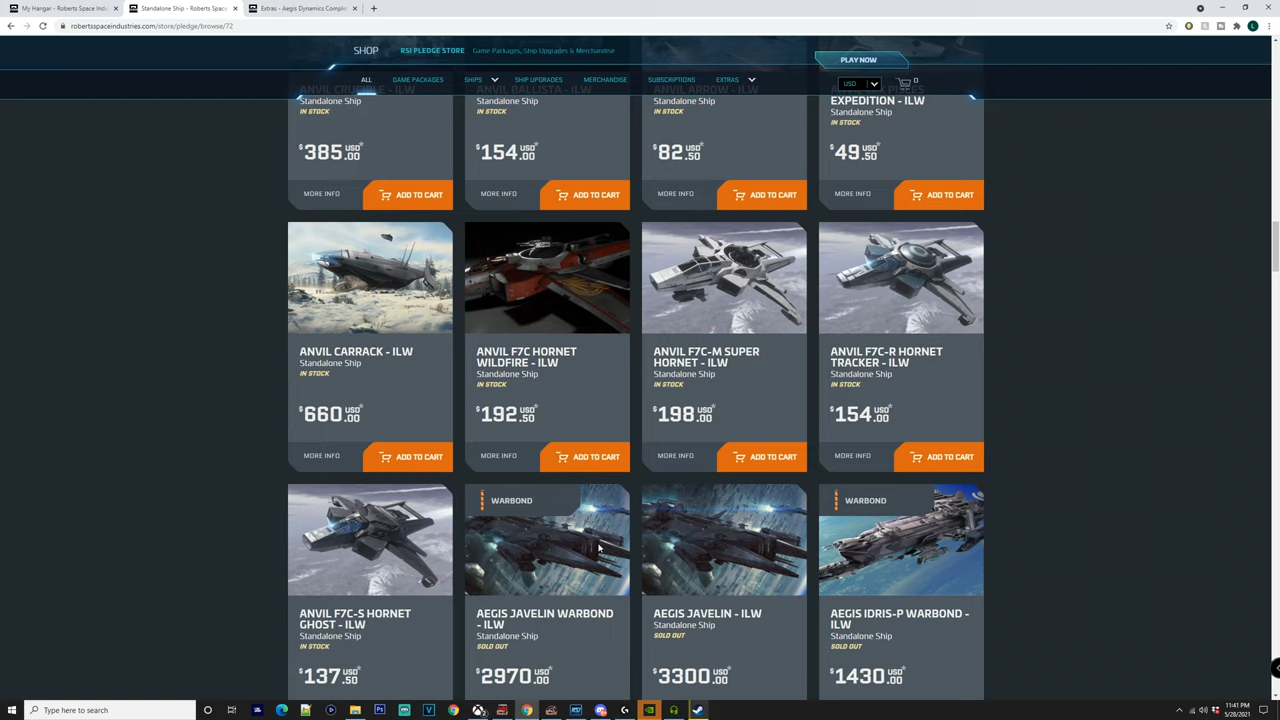 My Hangar - Roberts Space Indu
Standalone Ship - Roberts Space
Extras - Aegis Dynamics Complet
robertsspaceindustries.com/store/pledge/browse/72
SHOP
RSI PLEDGE STORE
Game Packages, Ship Upgrades & Merchandise
PLAY NOW
ALL
GAME PACKAGES
SHIPS
SHIP UPGRADES
MERCHANDISE
SUBSCRIPTIONS
EXTRAS
USD
0
ANVIL CRUCIBLE - ILW
Standalone Ship
IN STOCK
$385.00 USD*
MORE INFO
ADD TO CART
ANVIL BALLISTA - ILW
Standalone Ship
IN STOCK
$154.00 USD*
MORE INFO
ADD TO CART
ANVIL ARROW - ILW
Standalone Ship
IN STOCK
$82.50 USD*
MORE INFO
ADD TO CART
EXPEDITION - ILW
Standalone Ship
IN STOCK
$49.50 USD*
MORE INFO
ADD TO CART
ANVIL CARRACK - ILW
Standalone Ship
IN STOCK
$660.00 USD*
MORE INFO
ADD TO CART
ANVIL F7C HORNET
WILDFIRE - ILW
Standalone Ship
IN STOCK
$192.50 USD*
MORE INFO
ADD TO CART
ANVIL F7C-M SUPER
HORNET - ILW
Standalone Ship
IN STOCK
$198.00 USD*
MORE INFO
ADD TO CART
ANVIL F7C-R HORNET
TRACKER - ILW
Standalone Ship
IN STOCK
$154.00 USD*
MORE INFO
ADD TO CART
ANVIL F7C-S HORNET
GHOST - ILW
Standalone Ship
IN STOCK
$137.50 USD*
WARBOND
AEGIS JAVELIN WARBOND
- ILW
Standalone Ship
SOLD OUT
$2970.00 USD*
AEGIS JAVELIN - ILW
Standalone Ship
SOLD OUT
$3300.00 USD*
WARBOND
AEGIS IDRIS-P WARBOND -
ILW
Standalone Ship
SOLD OUT
$1430.00 USD*
Type here to search
11:41 PM
5/28/2021